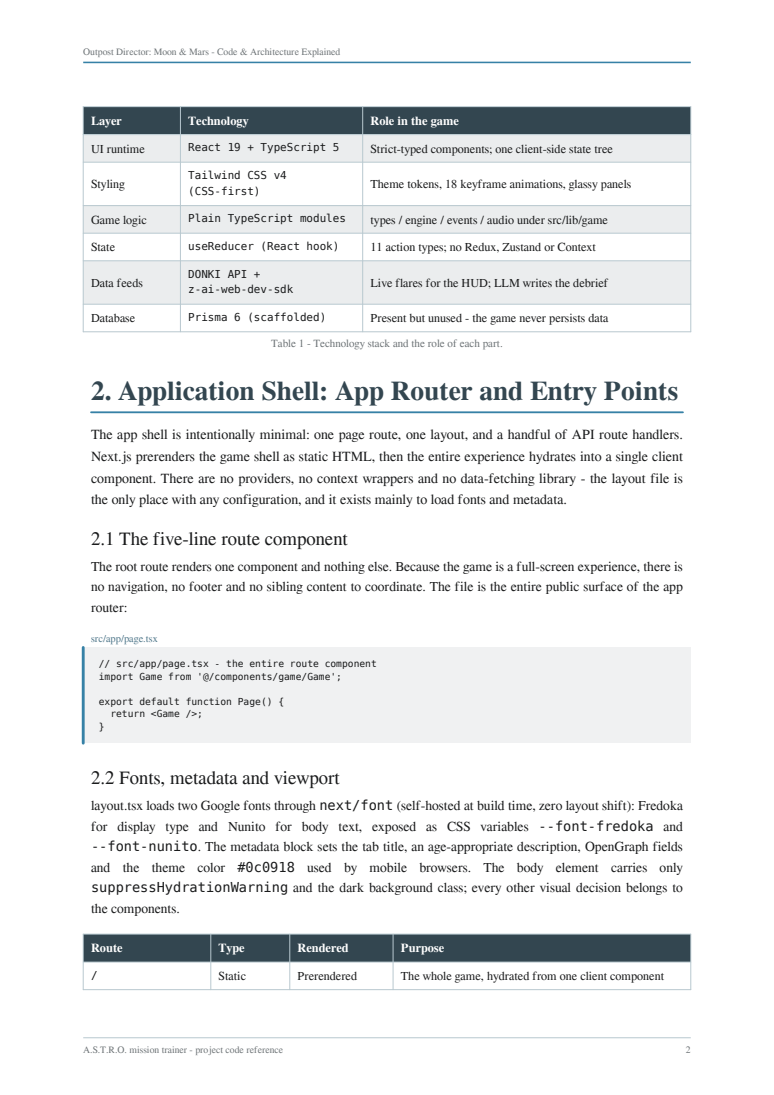 Outpost Director: Moon & Mars - Code & Architecture Explained
Layer Technology Role in the game
UI runtime React 19 + TypeScript 5 Strict-typed components; one client-side state tree
Styling Tailwind CSS v4 (CSS-first) Theme tokens, 18 keyframe animations, glassy panels
Game logic Plain TypeScript modules types / engine / events / audio under src/lib/game
State useReducer (React hook) 11 action types; no Redux, Zustand or Context
Data feeds DONKI API + z-ai-web-dev-sdk Live flares for the HUD; LLM writes the debrief
Database Prisma 6 (scaffolded) Present but unused - the game never persists data
Table 1 - Technology stack and the role of each part.
2. Application Shell: App Router and Entry Points
The app shell is intentionally minimal: one page route, one layout, and a handful of API route handlers.
Next.js prerenders the game shell as static HTML, then the entire experience hydrates into a single client
component. There are no providers, no context wrappers and no data-fetching library - the layout file is
the only place with any configuration, and it exists mainly to load fonts and metadata.
2.1 The five-line route component
The root route renders one component and nothing else. Because the game is a full-screen experience, there is
no navigation, no footer and no sibling content to coordinate. The file is the entire public surface of the app
router:
src/app/page.tsx
// src/app/page.tsx - the entire route component
import Game from '@/components/game/Game';
export default function Page() {
  return <Game />;
}
2.2 Fonts, metadata and viewport
layout.tsx loads two Google fonts through next/font (self-hosted at build time, zero layout shift): Fredoka
for display type and Nunito for body text, exposed as CSS variables --font-fredoka and
--font-nunito. The metadata block sets the tab title, an age-appropriate description, OpenGraph fields
and the theme color #0c0918 used by mobile browsers. The body element carries only
suppressHydrationWarning and the dark background class; every other visual decision belongs to
the components.
Route Type Rendered Purpose
/ Static Prerendered The whole game, hydrated from one client component
A.S.T.R.O. mission trainer - project code reference 2